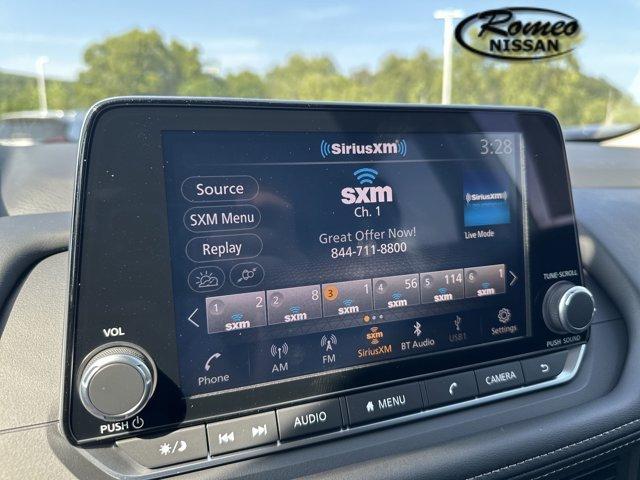 Romeo
NISSAN
SiriusXM
3:28
Source
SXM Menu
Replay
sxm
Ch. 1
Great Offer Now!
844-711-8800
SiriusXM
Live Mode
1 2 sxm
2 8 sxm
3 1 sxm
4 56 sxm
5 114 sxm
6 sxm
Phone
AM
FM
sxm
SiriusXM
BT Audio
USB1
Settings
VOL
PUSH
TUNE·SCROLL
PUSH SOUND
AUDIO
MENU
CAMERA